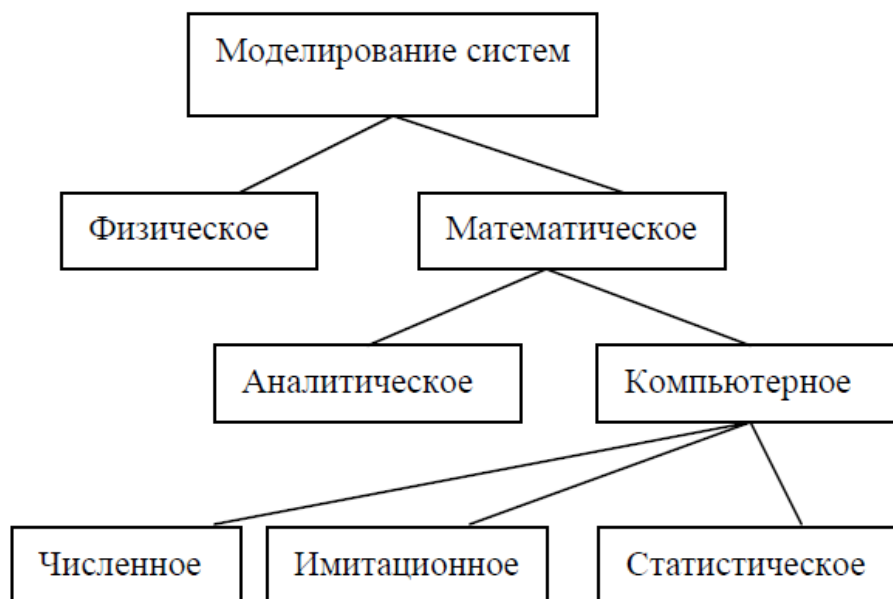 Моделирование систем
Физическое
Математическое
Аналитическое
Компьютерное
Численное
Имитационное
Статистическое